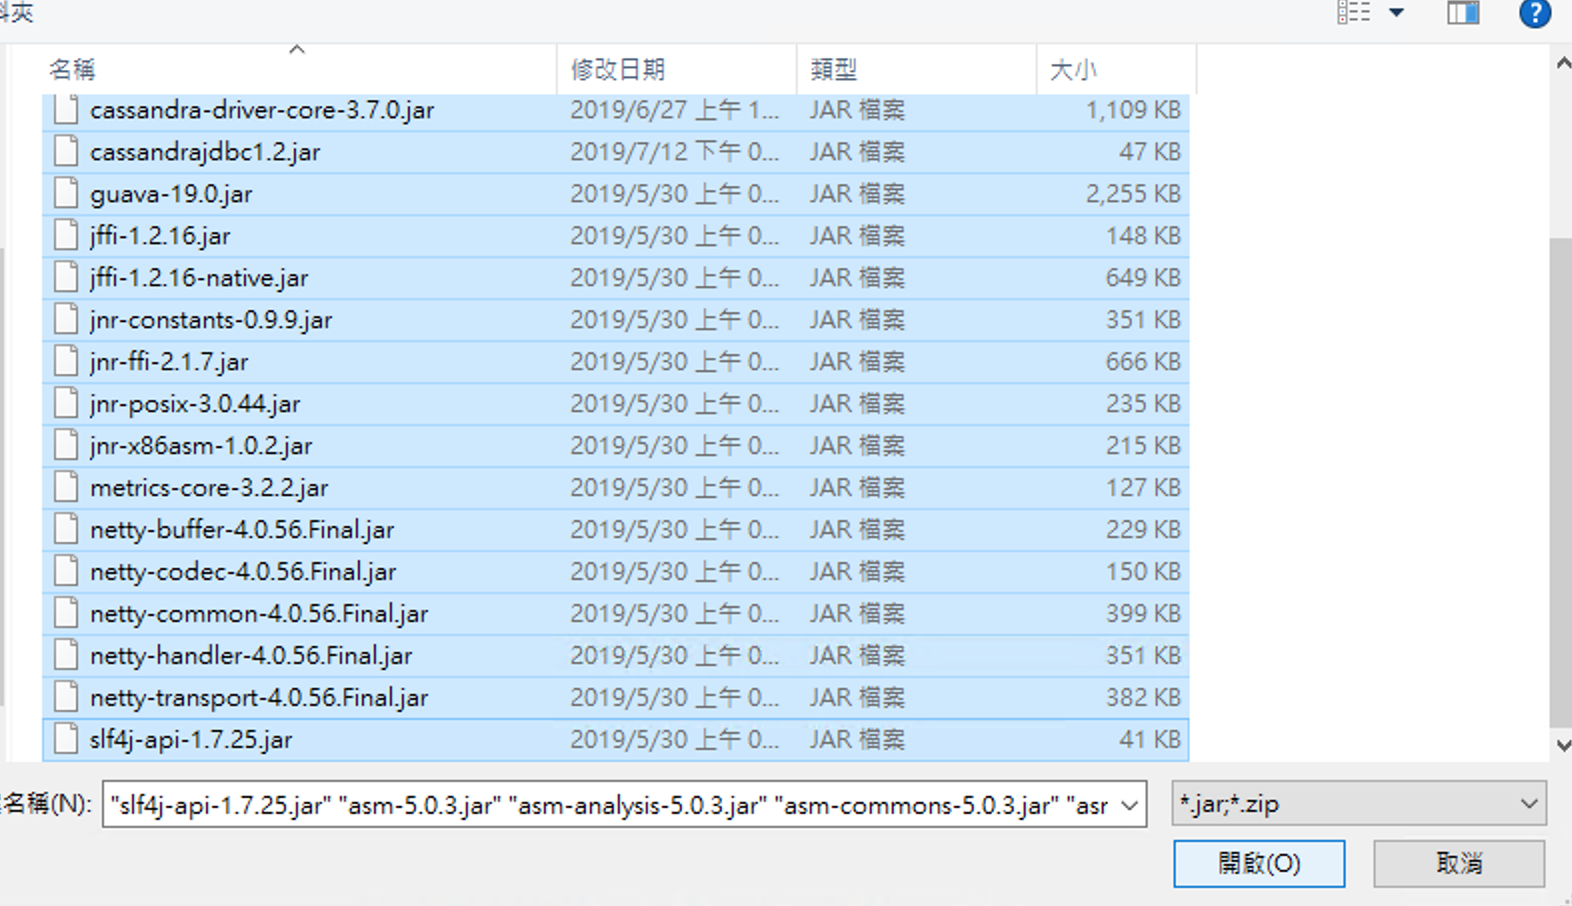 料夾
名稱 修改日期 類型 大小
cassandra-driver-core-3.7.0.jar 2019/6/27 上午 1... JAR 檔案 1,109 KB
cassandrajdbc1.2.jar 2019/7/12 下午 0... JAR 檔案 47 KB
guava-19.0.jar 2019/5/30 上午 0... JAR 檔案 2,255 KB
jffi-1.2.16.jar 2019/5/30 上午 0... JAR 檔案 148 KB
jffi-1.2.16-native.jar 2019/5/30 上午 0... JAR 檔案 649 KB
jnr-constants-0.9.9.jar 2019/5/30 上午 0... JAR 檔案 351 KB
jnr-ffi-2.1.7.jar 2019/5/30 上午 0... JAR 檔案 666 KB
jnr-posix-3.0.44.jar 2019/5/30 上午 0... JAR 檔案 235 KB
jnr-x86asm-1.0.2.jar 2019/5/30 上午 0... JAR 檔案 215 KB
metrics-core-3.2.2.jar 2019/5/30 上午 0... JAR 檔案 127 KB
netty-buffer-4.0.56.Final.jar 2019/5/30 上午 0... JAR 檔案 229 KB
netty-codec-4.0.56.Final.jar 2019/5/30 上午 0... JAR 檔案 150 KB
netty-common-4.0.56.Final.jar 2019/5/30 上午 0... JAR 檔案 399 KB
netty-handler-4.0.56.Final.jar 2019/5/30 上午 0... JAR 檔案 351 KB
netty-transport-4.0.56.Final.jar 2019/5/30 上午 0... JAR 檔案 382 KB
slf4j-api-1.7.25.jar 2019/5/30 上午 0... JAR 檔案 41 KB
名稱(N): "slf4j-api-1.7.25.jar" "asm-5.0.3.jar" "asm-analysis-5.0.3.jar" "asm-commons-5.0.3.jar" "asr *.jar;*.zip
開啟(O) 取消